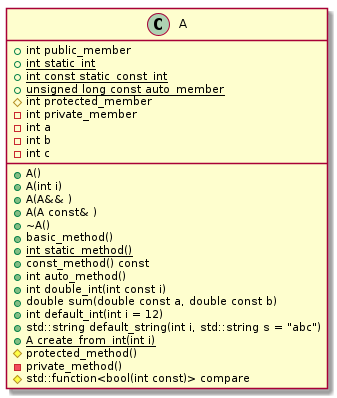 C A
int public_member
int static_int
int const static_const_int
unsigned long const auto_member
int protected_member
int private_member
int a
int b
int c
A()
A(int i)
A(A&& )
A(A const& )
~A()
basic_method()
int static_method()
const_method() const
int auto_method()
int double_int(int const i)
double sum(double const a, double const b)
int default_int(int i = 12)
std::string default_string(int i, std::string s = "abc")
A create_from_int(int i)
protected_method()
private_method()
std::function<bool(int const)> compare